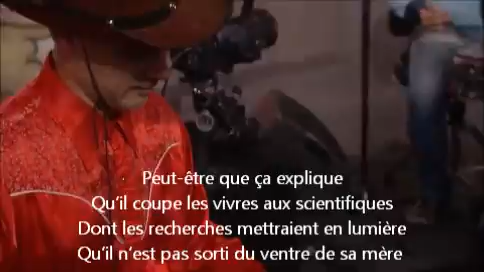 Peut-être que ça explique
Qu'il coupe les vivres aux scientifiques
Dont les recherches mettraient en lumière
Qu'il n'est pas sorti du ventre de sa mère